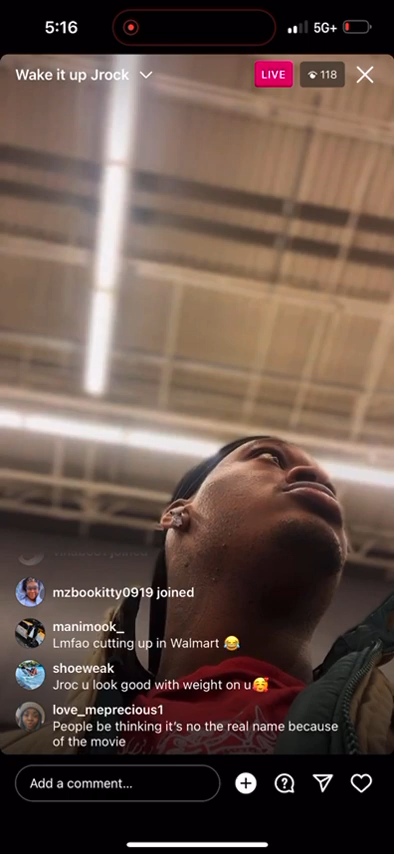 5:16
5G+
Wake it up Jrock
LIVE
118
mzbookitty0919 joined
manimook_
Lmfao cutting up in Walmart 😂
shoeweak
Jroc u look good with weight on u🥰
love_meprecious1
People be thinking it's no the real name because
of the movie
Add a comment...